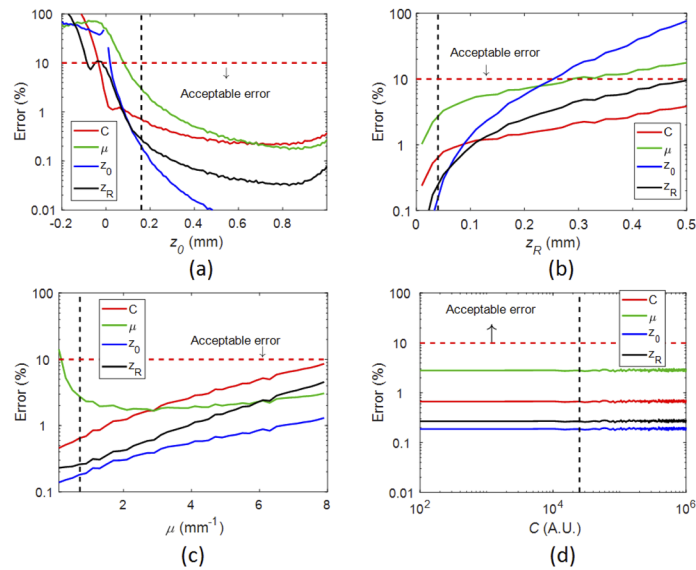 100
10
1
0.1
0.01
Error (%)
Acceptable error
↓
C
μ
z0
zR
-0.2 0 0.2 0.4 0.6 0.8 1
z0 (mm)
(a)
100
10
1
0.1
Error (%)
Acceptable error
↓
C
μ
z0
zR
0 0.1 0.2 0.3 0.4 0.5
zR (mm)
(b)
100
10
1
0.1
Error (%)
C
μ
z0
zR
Acceptable error
↓
2 4 6 8
μ (mm-1)
(c)
100
10
1
0.1
0.01
Error (%)
Acceptable error
↑
C
μ
z0
zR
10^2 10^4 10^6
C (A.U.)
(d)